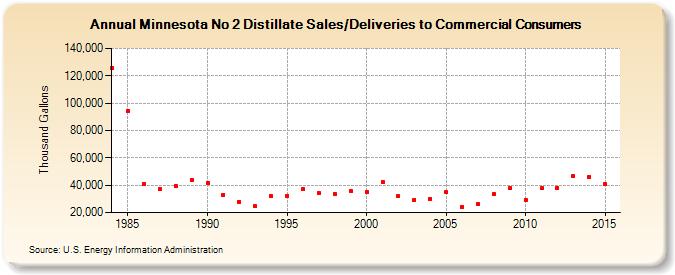 Annual Minnesota No 2 Distillate Sales/Deliveries to Commercial Consumers
Thousand Gallons
140,000
120,000
100,000
80,000
60,000
40,000
20,000
1985 1990 1995 2000 2005 2010 2015
Source: U.S. Energy Information Administration